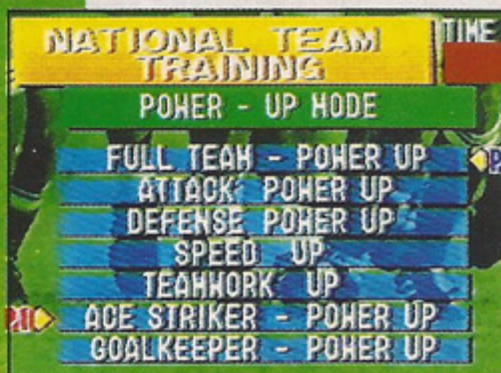 NATIONAL TEAM
TRAINING
TIME
POWER - UP MODE
FULL TEAM - POWER UP
ATTACK POWER UP
DEFENSE POWER UP
SPEED UP
TEAMWORK UP
ACE STRIKER - POWER UP
GOALKEEPER - POWER UP